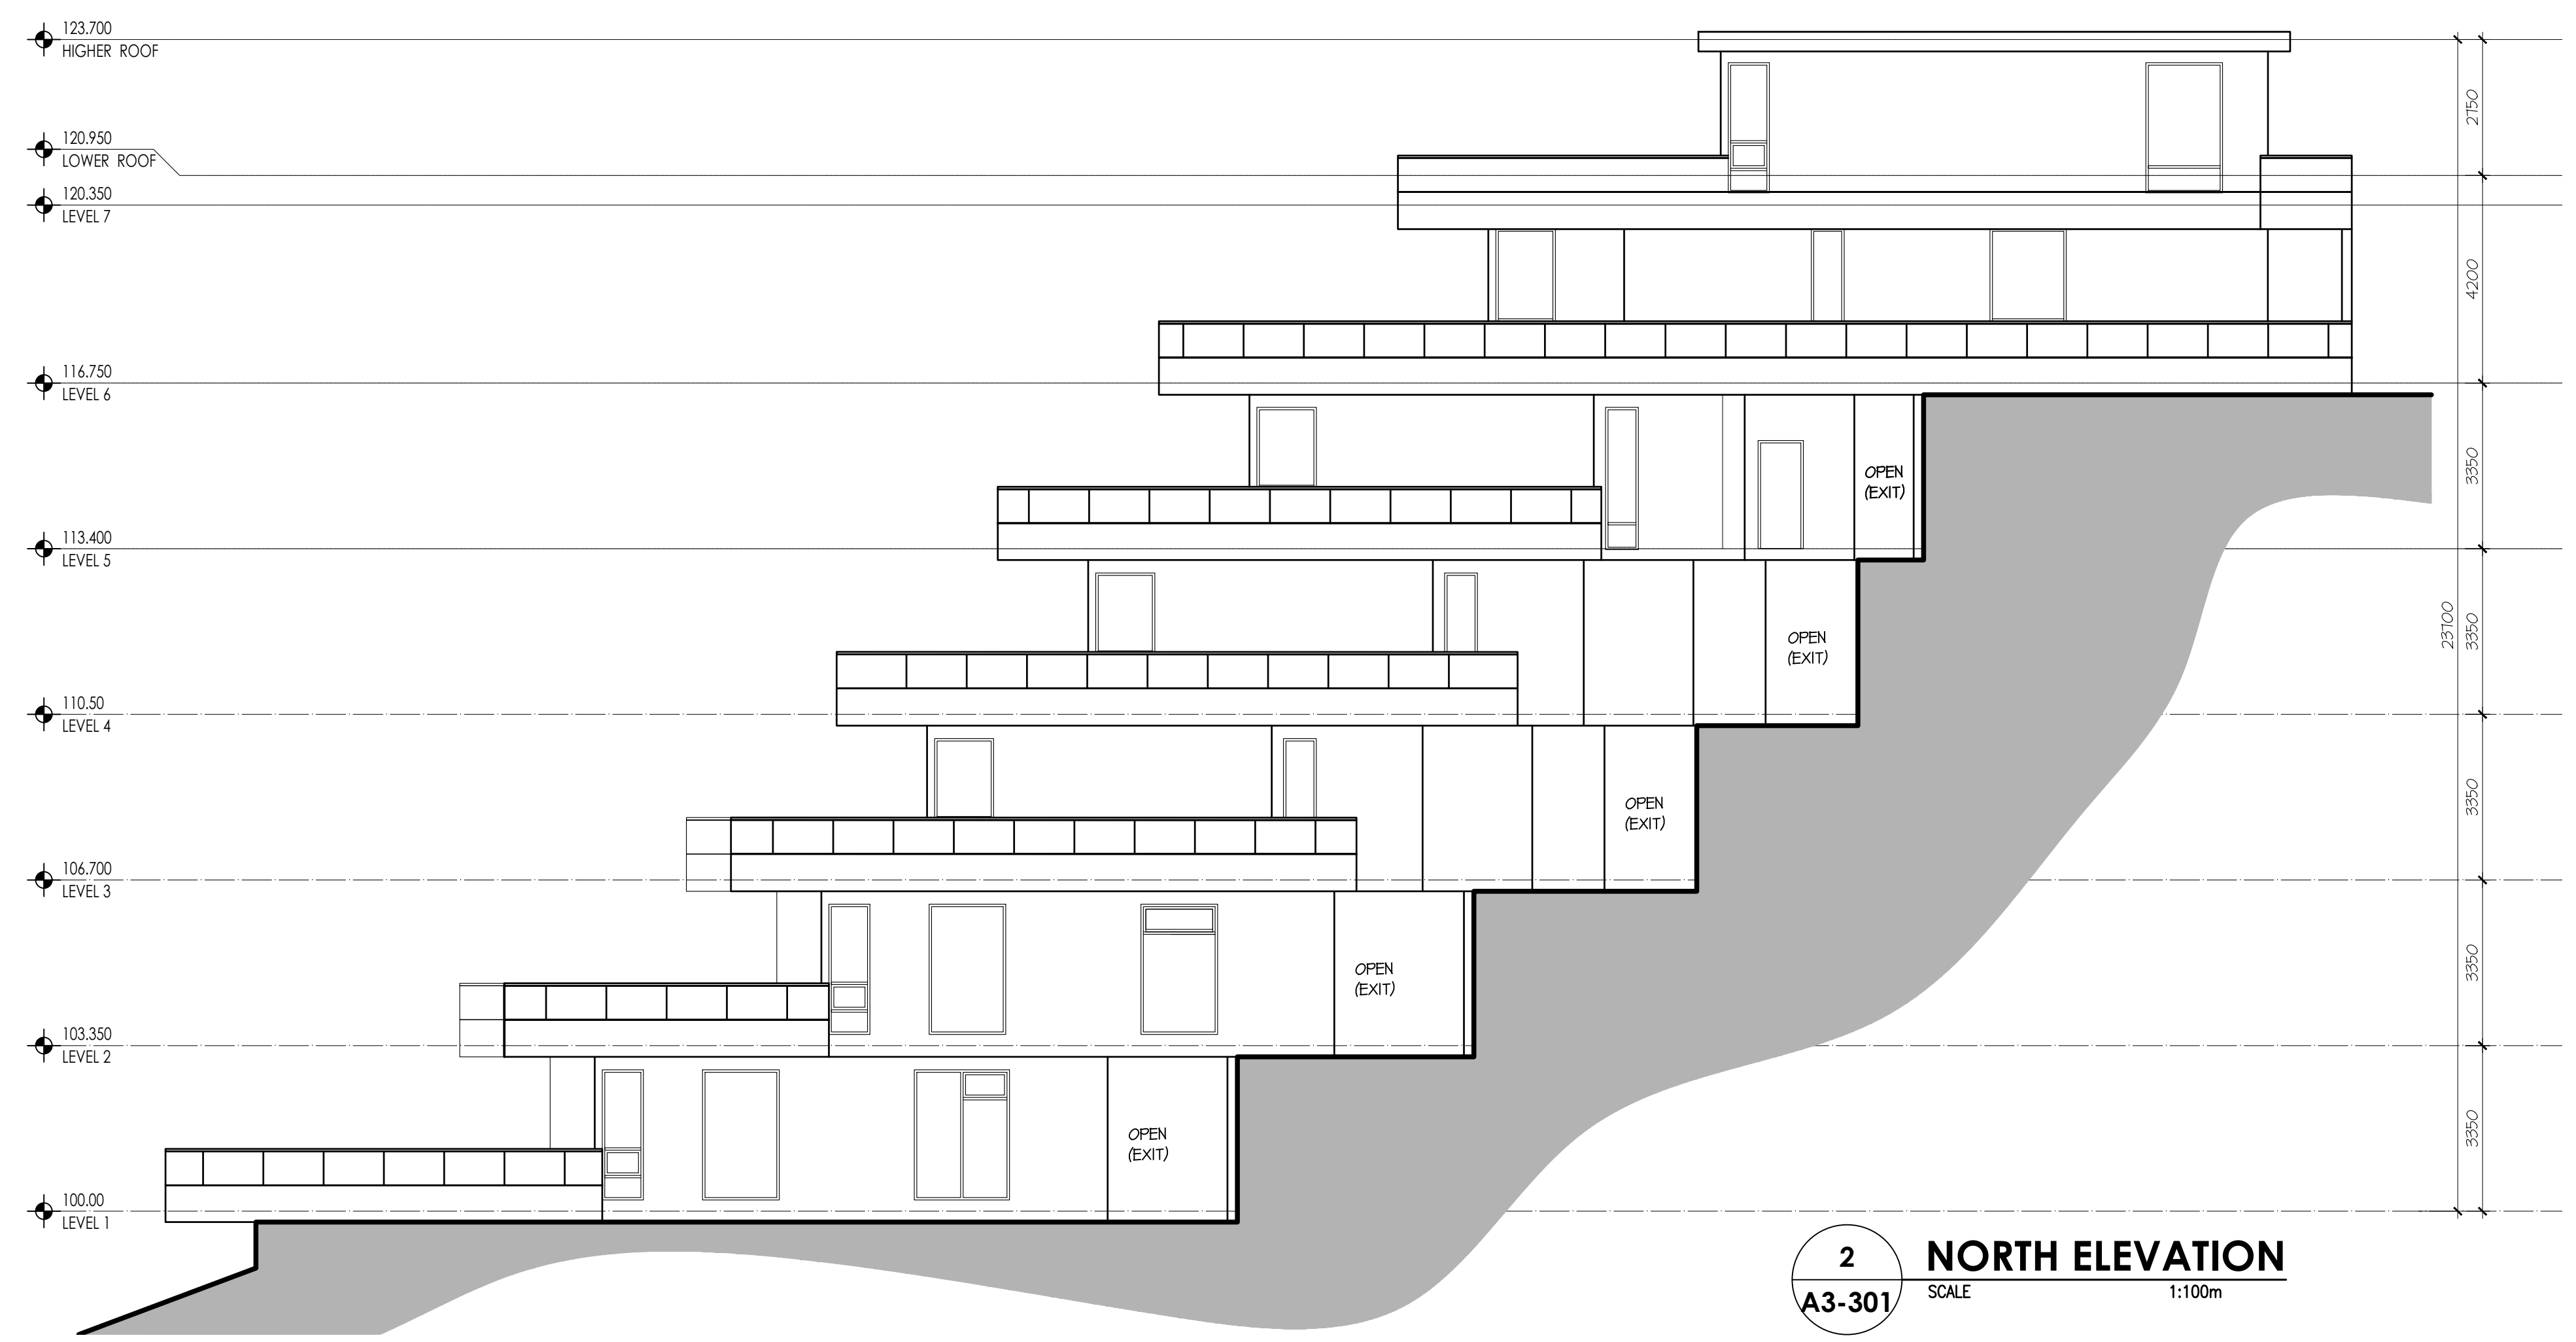 123.700
HIGHER ROOF
120.950
LOWER ROOF
120.350
LEVEL 7
116.750
LEVEL 6
113.400
LEVEL 5
110.50
LEVEL 4
106.700
LEVEL 3
103.350
LEVEL 2
100.00
LEVEL 1
OPEN
(EXIT)
OPEN
(EXIT)
OPEN
(EXIT)
OPEN
(EXIT)
OPEN
(EXIT)
2750
4200
3350
3350
3350
3350
3350
23700
2
A3-301
NORTH ELEVATION
SCALE 1:100m